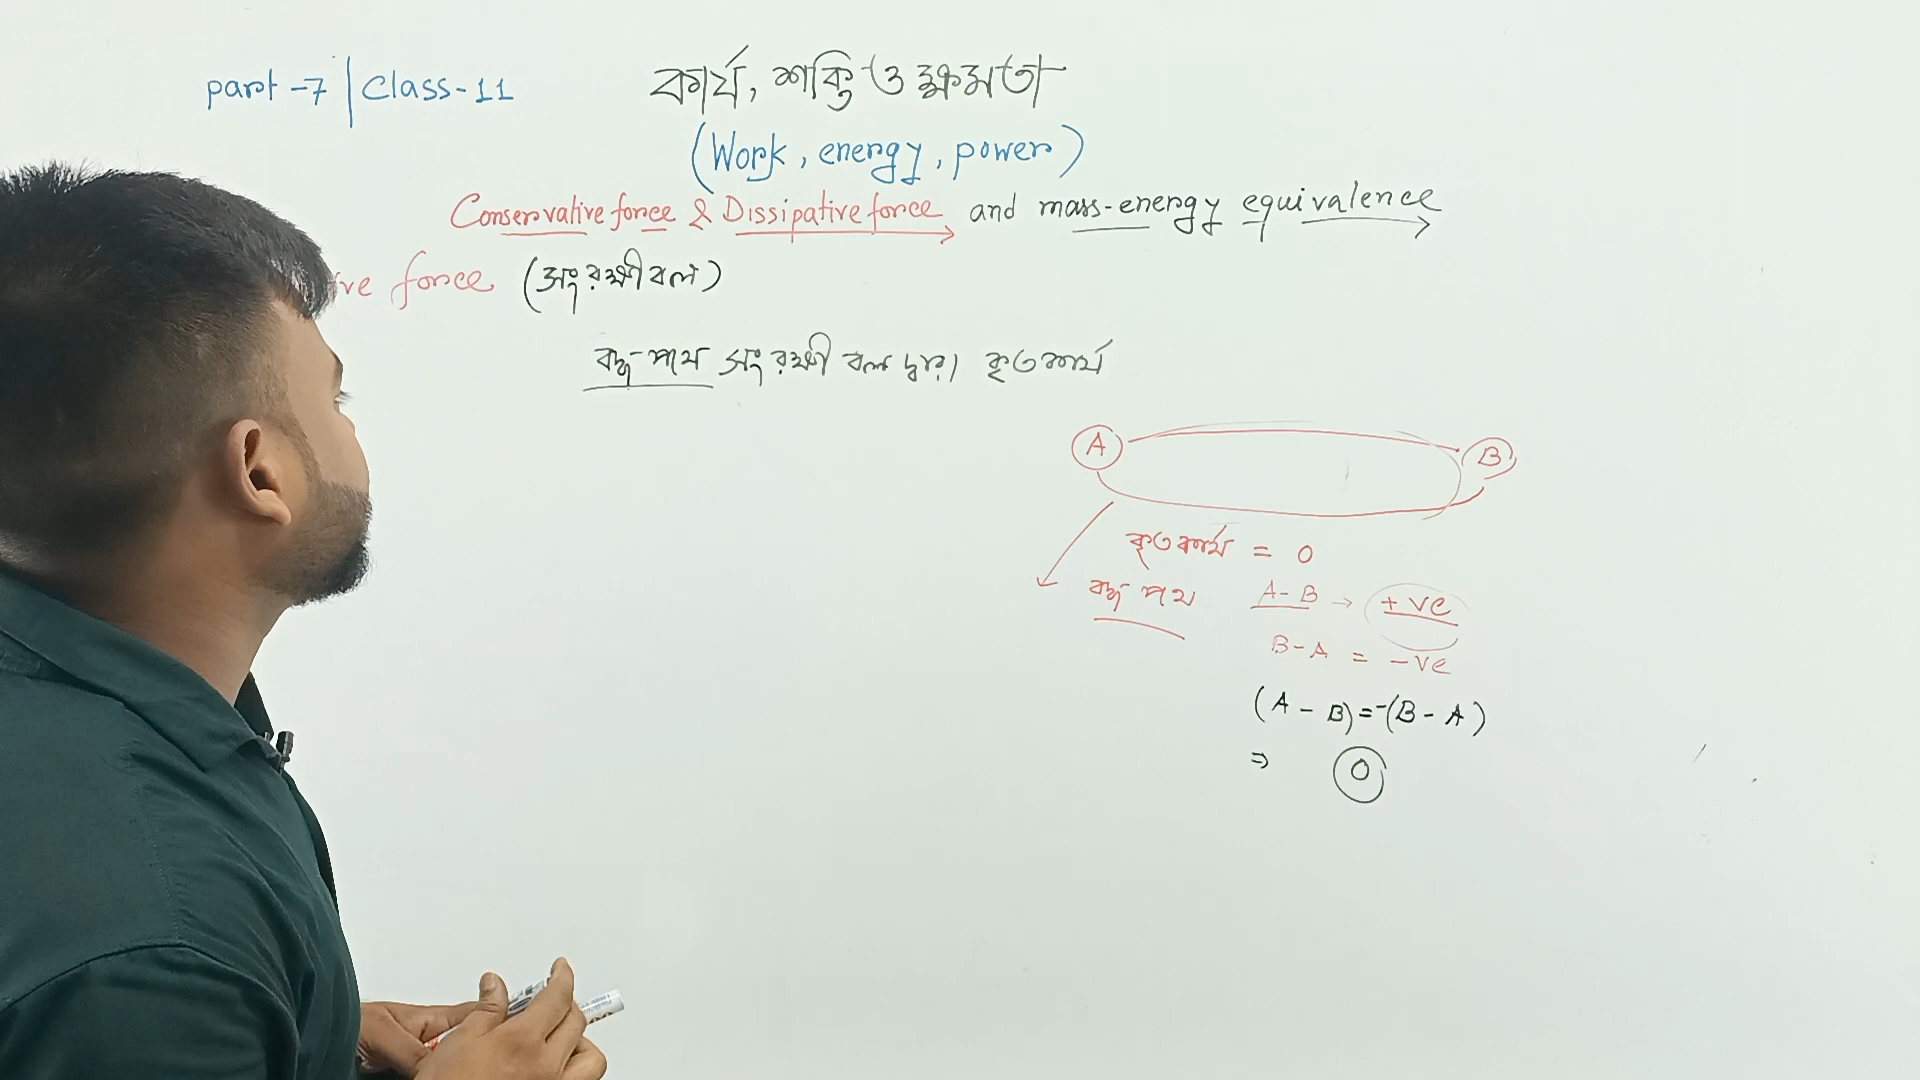 part-7 | Class-11
কার্য, শক্তি ও ক্ষমতা
(Work, energy, power)
Conservative force & Dissipative force and mass-energy equivalence
ve force (সংরক্ষী বল)
বদ্ধ-পথে সংরক্ষী বল দ্বারা কৃতকার্য
A B
কৃতকার্য = 0
বদ্ধ পথ A-B → +ve
B-A = -ve
(A - B)=-(B - A)
⇒ 0